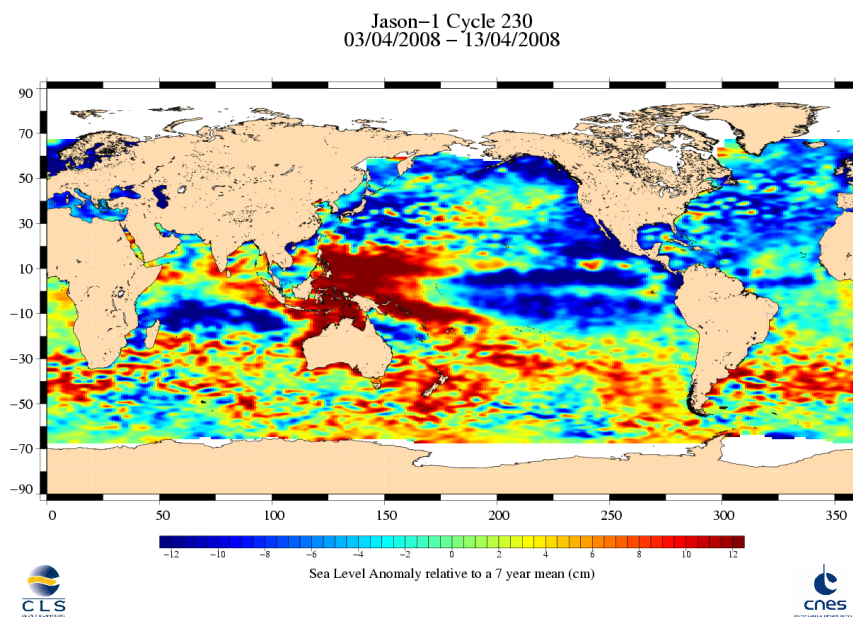 Jason−1 Cycle 230
03/04/2008 − 13/04/2008
90
70
50
30
10
−10
−30
−50
−70
−90
0 50 100 150 200 250 300 350
−12 −10 −8 −6 −4 −2 0 2 4 6 8 10 12
Sea Level Anomaly relative to a 7 year mean (cm)
CLS
cnes